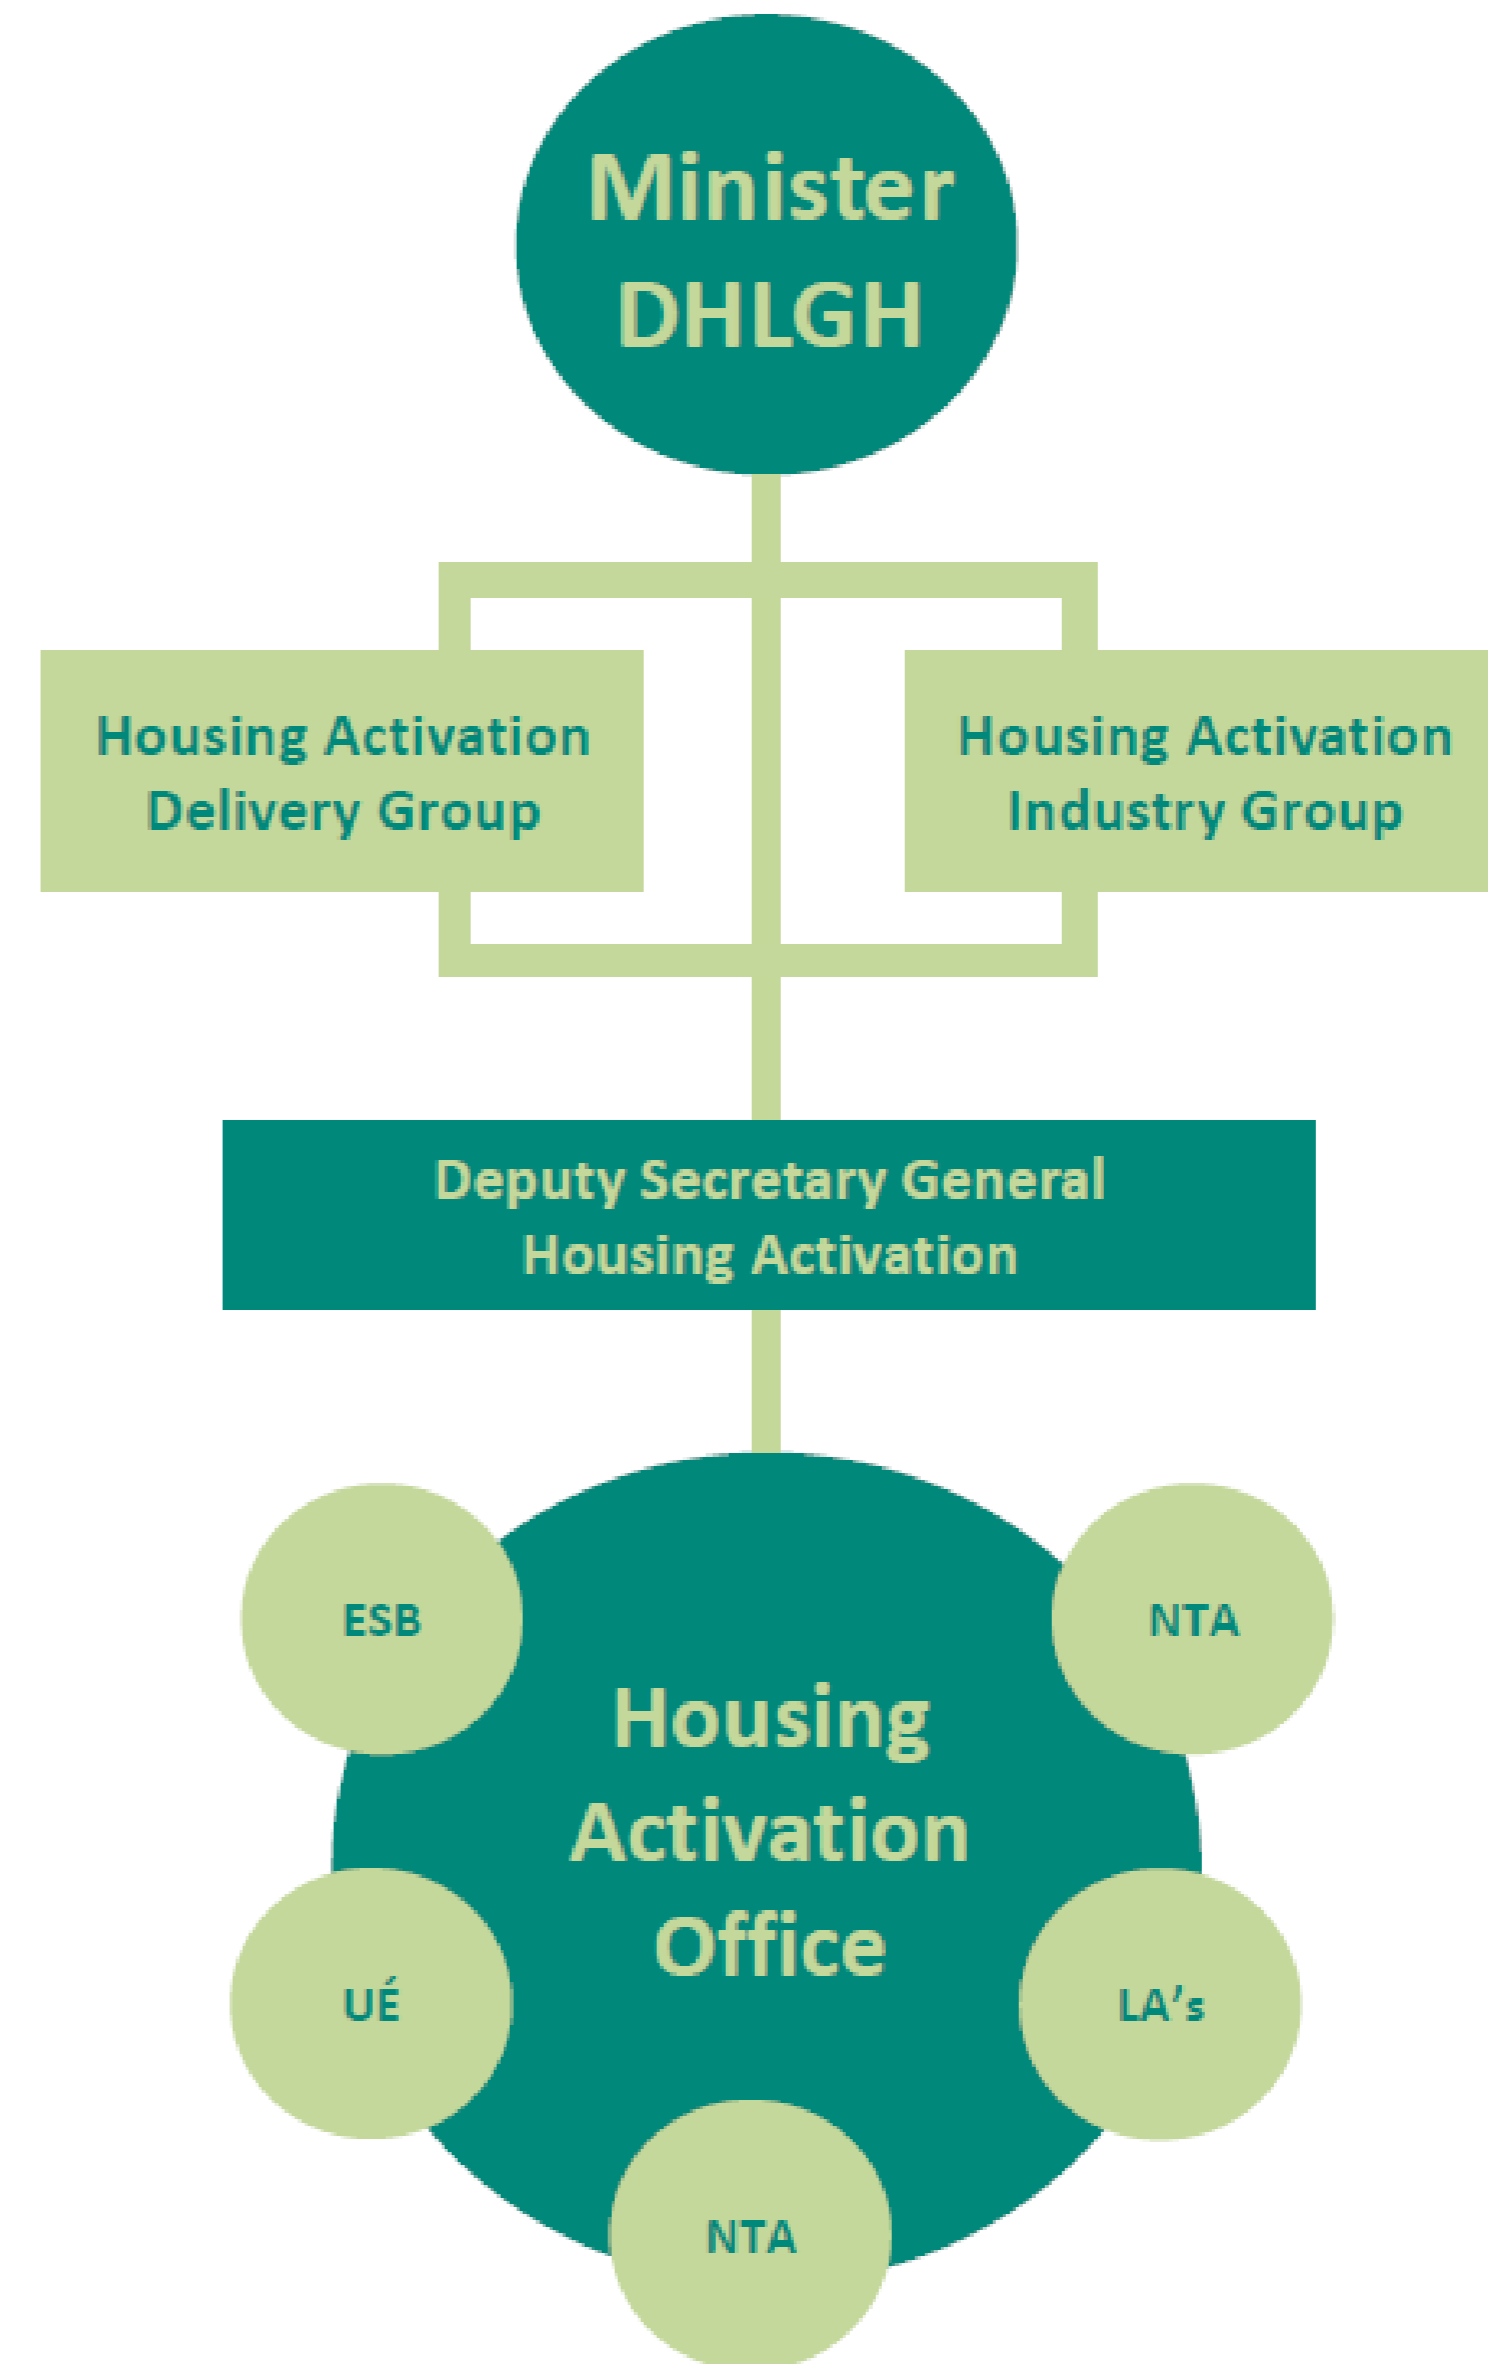 Minister
DHLGH
Housing Activation
Delivery Group
Housing Activation
Industry Group
Deputy Secretary General
Housing Activation
ESB
NTA
Housing
Activation
Office
UÉ
LA’s
NTA